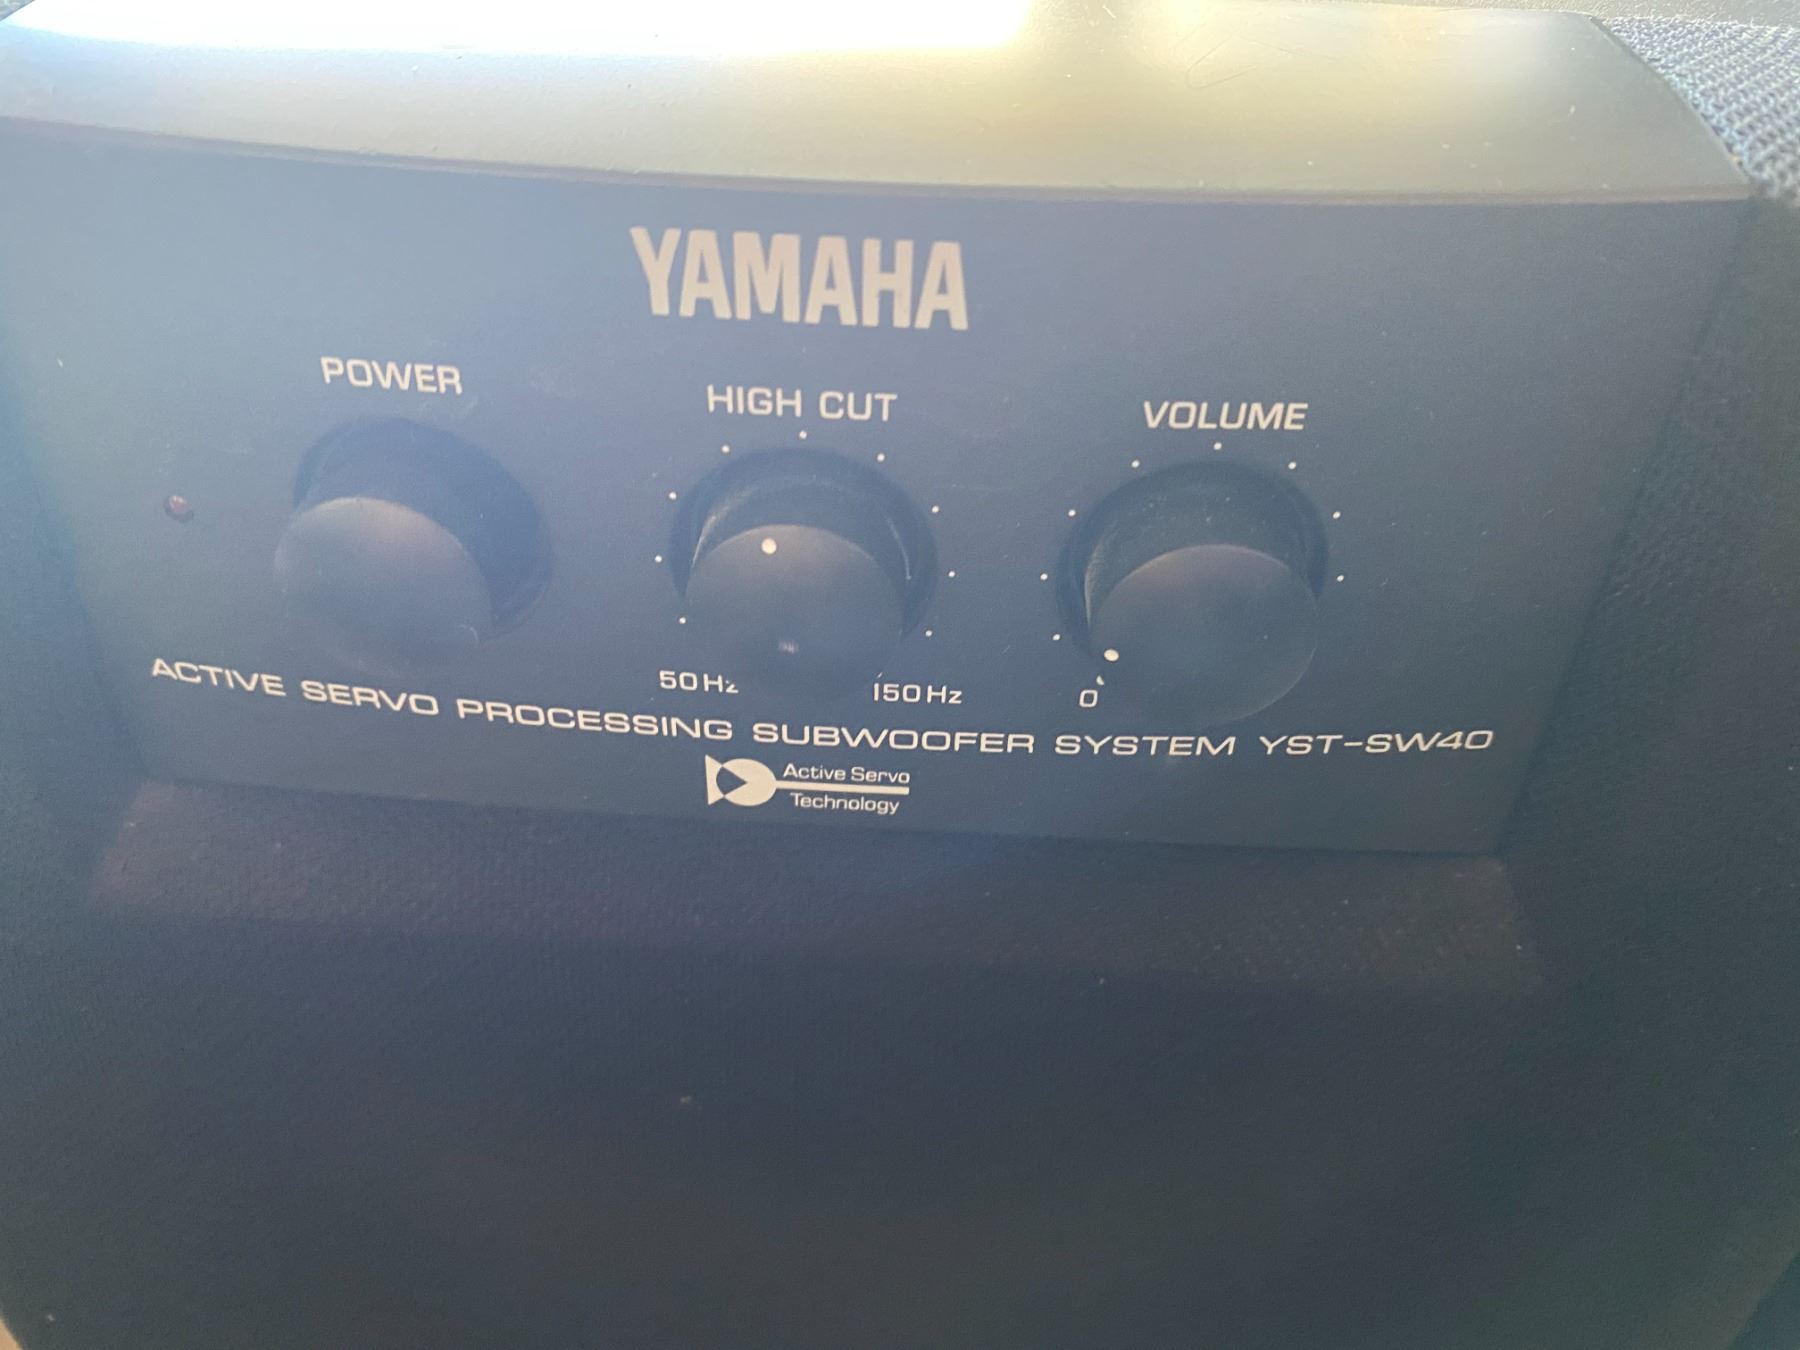 YAMAHA
POWER
HIGH CUT
VOLUME
50Hz
150Hz
0
ACTIVE SERVO PROCESSING SUBWOOFER SYSTEM YST-SW40
Active Servo
Technology